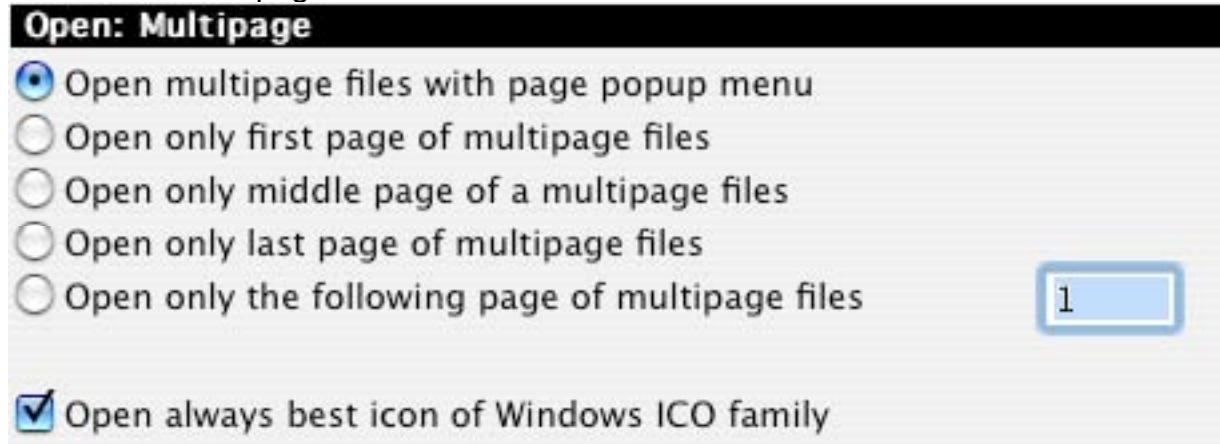 Open: Multipage
Open multipage files with page popup menu
Open only first page of multipage files
Open only middle page of a multipage files
Open only last page of multipage files
Open only the following page of multipage files 1
Open always best icon of Windows ICO family